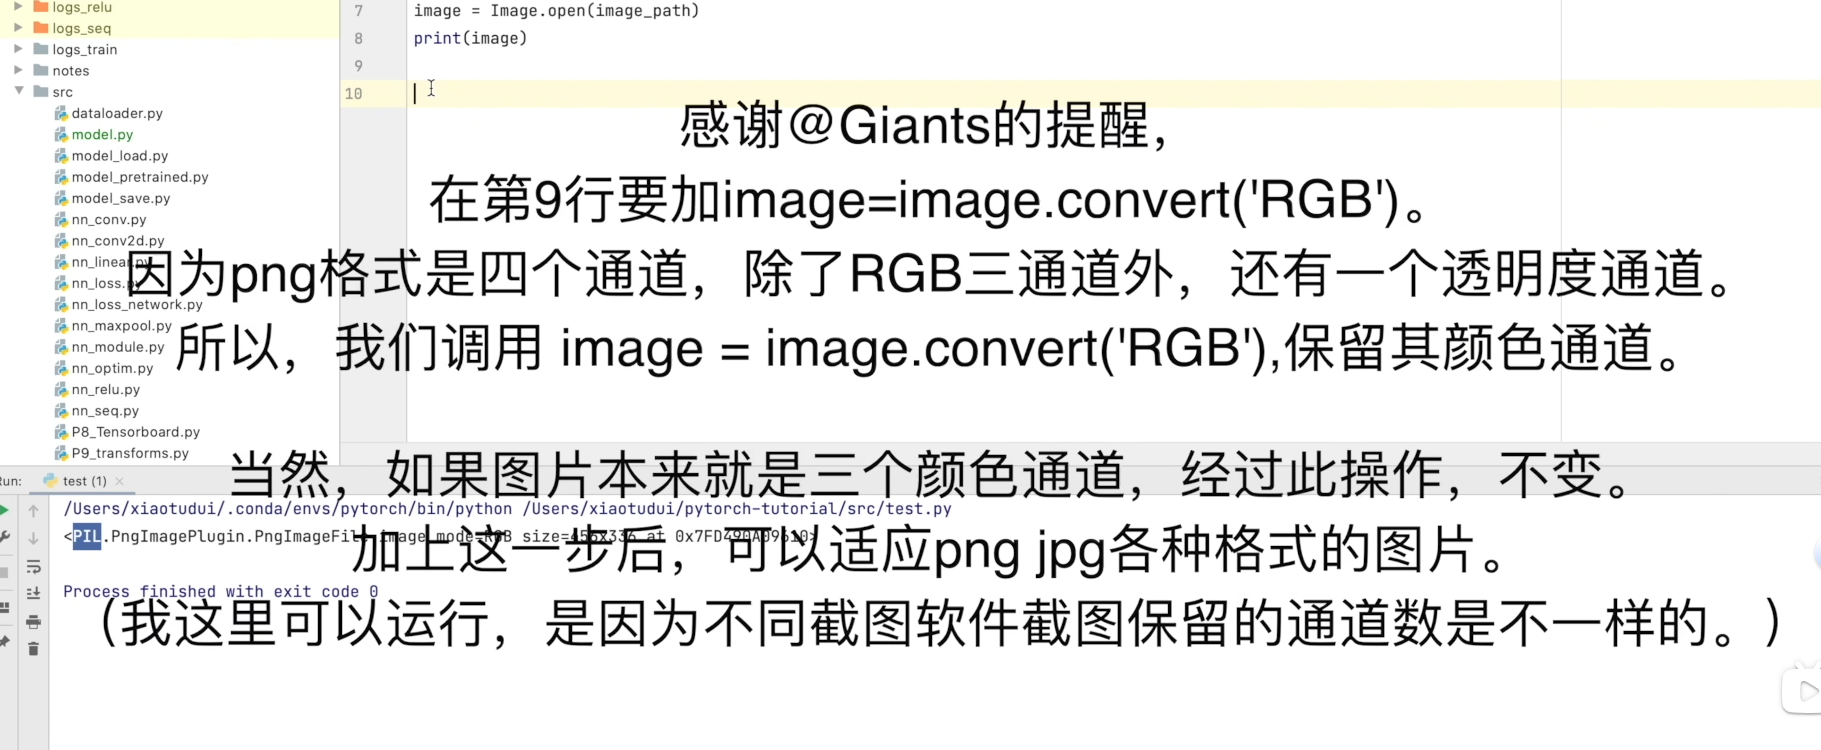 logs_relu
logs_seq
logs_train
notes
src
dataloader.py
model.py
model_load.py
model_pretrained.py
model_save.py
nn_conv.py
nn_conv2d.py
nn_linear.py
nn_loss.py
nn_loss_network.py
nn_maxpool.py
nn_module.py
nn_optim.py
nn_relu.py
nn_seq.py
P8_Tensorboard.py
P9_transforms.py
7 image = Image.open(image_path)
8 print(image)
9
10
感谢@Giants的提醒，
在第9行要加image=image.convert('RGB')。
因为png格式是四个通道，除了RGB三通道外，还有一个透明度通道。
所以，我们调用 image = image.convert('RGB'),保留其颜色通道。
当然，如果图片本来就是三个颜色通道，经过此操作，不变。
加上这一步后，可以适应png jpg各种格式的图片。
（我这里可以运行，是因为不同截图软件截图保留的通道数是不一样的。）
test (1)
/Users/xiaotudui/.conda/envs/pytorch/bin/python /Users/xiaotudui/pytorch-tutorial/src/test.py
<PIL.PngImagePlugin.PngImageFile image mode=RGB size= at
Process finished with exit code 0